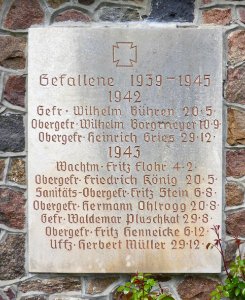 Gefallene 1939-1945
1942
Gefr. Wilhelm Bühren 20.5.
Obergefr. Wilhelm Borgmeyer 10.9.
Obergefr. Heinrich Gries 29.12.
1943
Wachtm. Fritz Flohr 4.2.
Obergefr. Friedrich König 20.5.
Sanitäts-Obergefr. Fritz Stein 6.8.
Obergefr. Hermann Ohlrogg 20.8.
Gefr. Waldemar Pluschkat 29.8.
Obergefr. Fritz Hennecke 6.12.
Uffz. Herbert Müller 29.12.